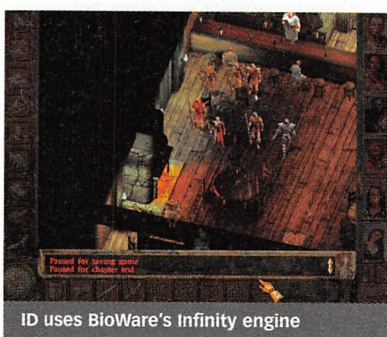 Paused for saving game
Paused for chapter text
ID uses BioWare's Infinity engine